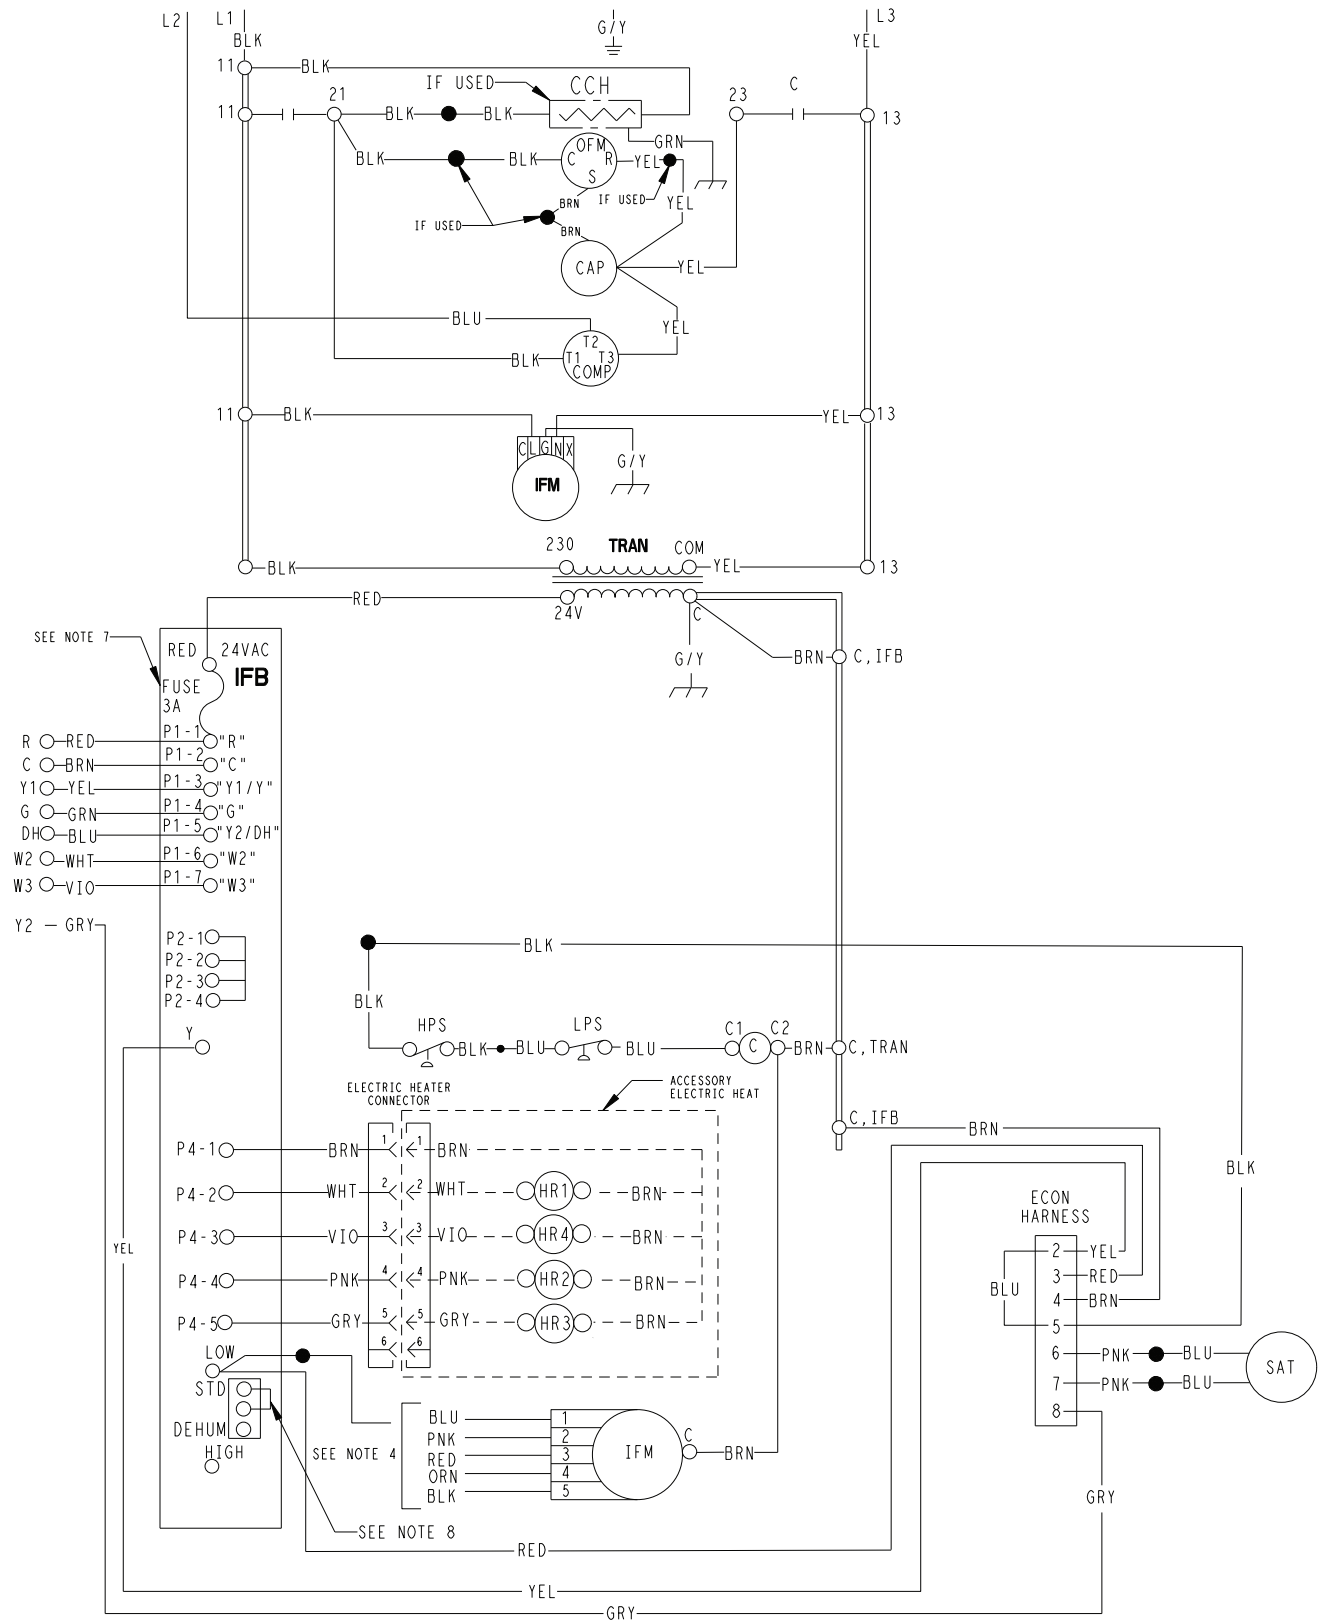 L2
L1
G/Y
L3
BLK
YEL
11
BLK
IF USED
CCH
C
21
23
11
BLK
BLK
13
GRN
OFM
BLK
BLK
C
R
YEL
S
IF USED
YEL
BRN
IF USED
BRN
CAP
YEL
BLU
YEL
T2
BLK
T1 T3
COMP
11
BLK
YEL
13
C L G N X
G/Y
IFM
230
TRAN
COM
BLK
YEL
13
RED
24V
C
SEE NOTE 7
RED
24VAC
G/Y
BRN
C,IFB
IFB
FUSE
3A
R
RED
P1-1
"R"
C
BRN
P1-2
"C"
Y1
YEL
P1-3
"Y1/Y"
G
GRN
P1-4
"G"
DH
BLU
P1-5
"Y2/DH"
W2
WHT
P1-6
"W2"
W3
VIO
P1-7
"W3"
Y2 GRY
P2-1
BLK
P2-2
P2-3
P2-4
BLK
HPS
LPS
C1
C2
Y
BLK
BLU
BLU
C
BRN
C,TRAN
ELECTRIC HEATER
CONNECTOR
ACCESSORY
ELECTRIC HEAT
C,IFB
BRN
P4-1
BRN
1
1
BRN
BLK
P4-2
WHT
2
2
WHT
HR1
BRN
ECON
HARNESS
P4-3
VIO
3
3
VIO
HR4
BRN
YEL
2
YEL
P4-4
PNK
4
4
PNK
HR2
BRN
3
RED
BLU
4
BRN
P4-5
GRY
5
5
GRY
HR3
BRN
5
6
6
LOW
6
PNK
BLU
SAT
STD
7
PNK
BLU
8
DEHUM
HIGH
SEE NOTE 4
BLU
1
PNK
2
RED
3
ORN
4
BLK
5
IFM
C
BRN
GRY
SEE NOTE 8
RED
YEL
GRY